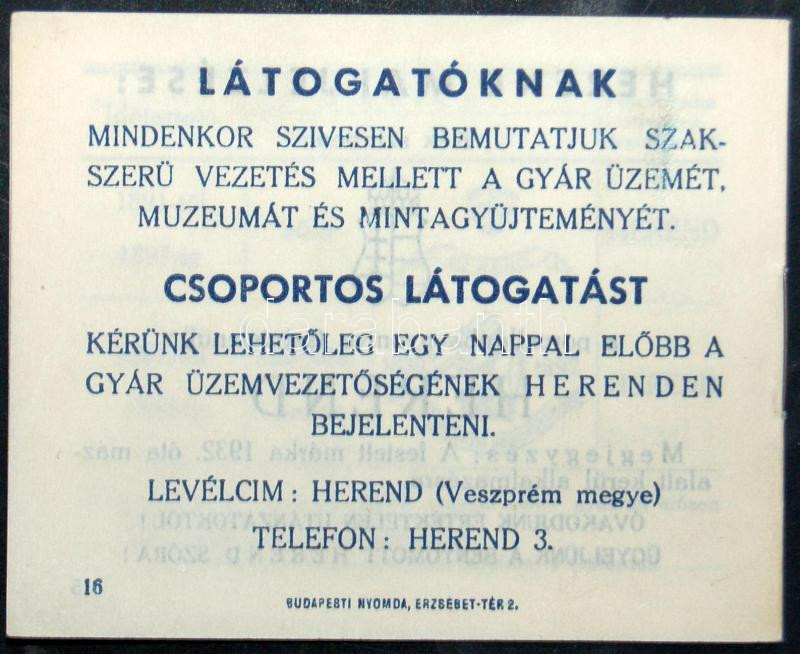 LÁTOGATÓKNAK
MINDENKOR SZIVESEN BEMUTATJUK SZAK-
SZERÜ VEZETÉS MELLETT A GYÁR ÜZEMÉT,
MUZEUMÁT ÉS MINTAGYÜJTEMÉNYÉT.
CSOPORTOS LÁTOGATÁST
KÉRÜNK LEHETŐLEG EGY NAPPAL ELŐBB A
GYÁR ÜZEMVEZETŐSÉGÉNEK HERENDEN
BEJELENTENI.
LEVÉLCIM: HEREND (Veszprém megye)
TELEFON: HEREND 3.
16
BUDAPESTI NYOMDA, ERZSÉBET-TÉR 2.
darabanth